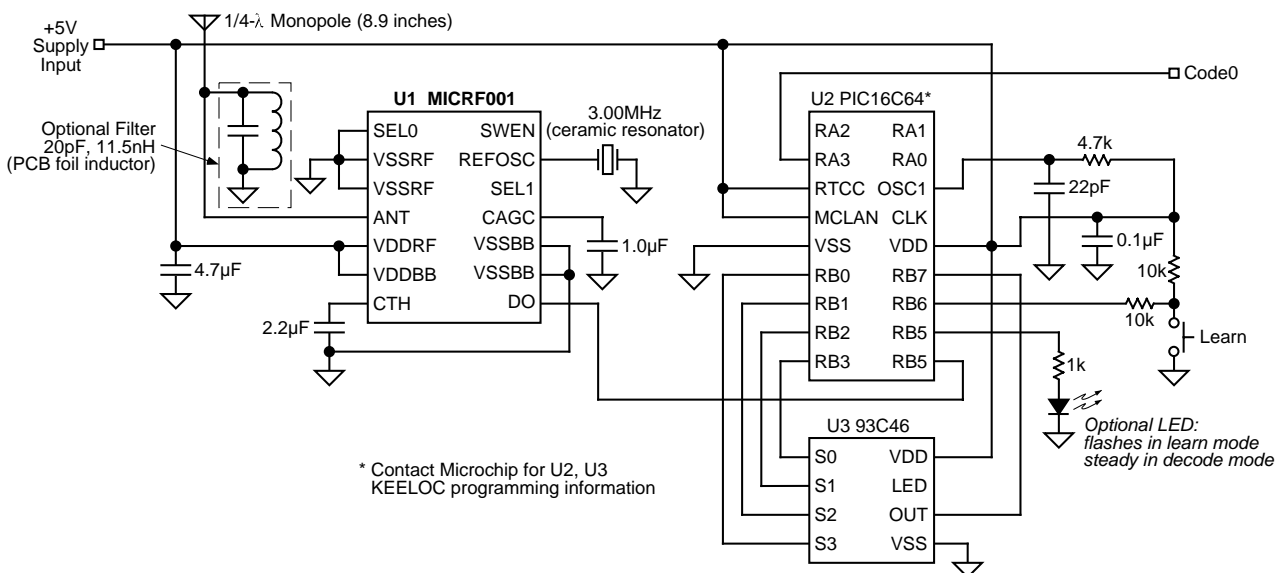 1/4-λ Monopole (8.9 inches)
+5V
Supply
Input
Optional Filter
20pF, 11.5nH
(PCB foil inductor)
4.7µF
2.2µF
U1 MICRF001
SEL0 SWEN
VSSRF REFOSC
VSSRF SEL1
ANT CAGC
VDDRF VSSBB
VDDBB VSSBB
CTH DO
3.00MHz
(ceramic resonator)
1.0µF
Code0
U2 PIC16C64*
RA2 RA1
RA3 RA0
RTCC OSC1
MCLAN CLK
VSS VDD
RB0 RB7
RB1 RB6
RB2 RB5
RB3 RB5
4.7k
22pF
0.1µF
10k
10k
Learn
1k
Optional LED:
flashes in learn mode
steady in decode mode
U3 93C46
S0 VDD
S1 LED
S2 OUT
S3 VSS
* Contact Microchip for U2, U3
KEELOC programming information